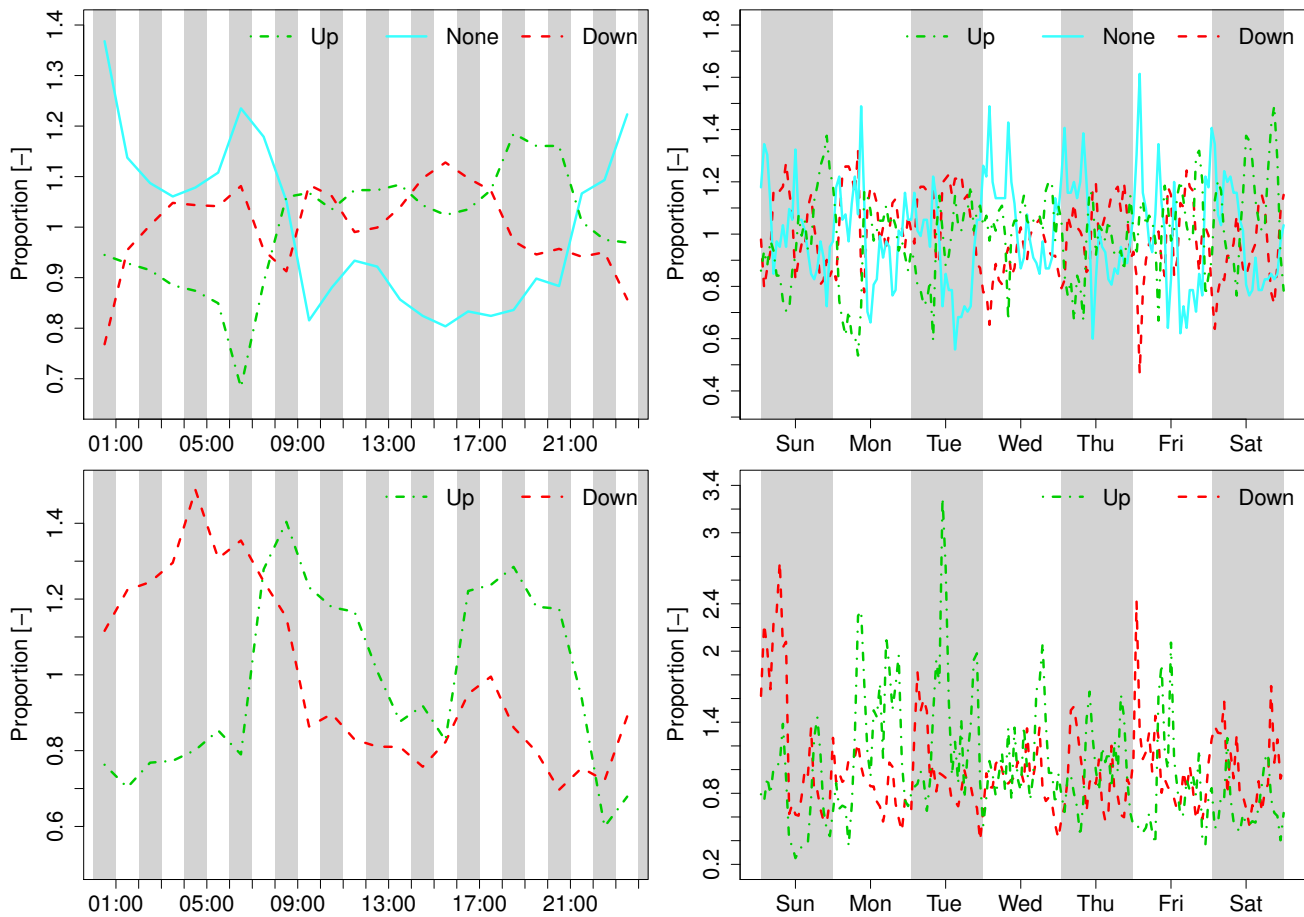 Up None Down
Proportion [−]
1.4
1.3
1.2
1.1
1
0.9
0.8
0.7
01:00 05:00 09:00 13:00 17:00 21:00
Up None Down
Proportion [−]
1.8
1.6
1.4
1.2
1
0.8
0.6
0.4
Sun Mon Tue Wed Thu Fri Sat
Up Down
Proportion [−]
1.4
1.2
1
0.8
0.6
01:00 05:00 09:00 13:00 17:00 21:00
Up Down
Proportion [−]
3.4
3
2.4
2
1.4
0.8
0.2
Sun Mon Tue Wed Thu Fri Sat